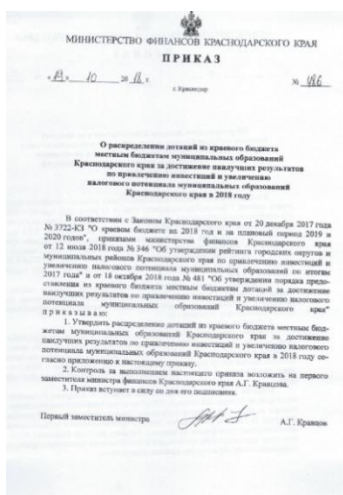 МИНИСТЕРСТВО ФИНАНСОВ КРАСНОДАРСКОГО КРАЯ
ПРИКАЗ
« 19 » 10 2018 г. № 486
г. Краснодар
О распределении дотаций из краевого бюджета
местным бюджетам муниципальных образований
Краснодарского края за достижение наилучших результатов
по привлечению инвестиций и увеличению
налогового потенциала муниципальных образований
Краснодарского края в 2018 году
В соответствии с Законом Краснодарского края от 20 декабря 2017 года
№ 3722-КЗ "О краевом бюджете на 2018 год и на плановый период 2019 и
2020 годов", приказами министерства финансов Краснодарского края
от 12 июля 2018 года № 346 "Об утверждении рейтинга городских округов и
муниципальных районов Краснодарского края по привлечению инвестиций и
увеличению налогового потенциала муниципальных образований по итогам
2017 года" и от 18 октября 2018 года № 481 "Об утверждении порядка предо-
ставления из краевого бюджета местным бюджетам дотаций за достижение
наилучших результатов по привлечению инвестиций и увеличению налогового
потенциала муниципальных образований Краснодарского края"
приказываю:
1. Утвердить распределение дотаций из краевого бюджета местным бюд-
жетам муниципальных образований Краснодарского края за достижение
наилучших результатов по привлечению инвестиций и увеличению налогового
потенциала муниципальных образований Краснодарского края в 2018 году со-
гласно приложению к настоящему приказу.
2. Контроль за выполнением настоящего приказа возложить на первого
заместителя министра финансов Краснодарского края А.Г. Кравцова.
3. Приказ вступает в силу со дня его подписания.
Первый заместитель министра А.Г. Кравцов